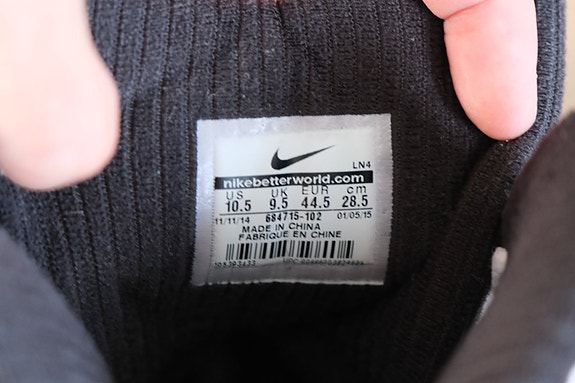 LN4
nikebetterworld.com
US UK EUR cm
10.5 9.5 44.5 28.5
11/11/14 684715-102 01/05/15
MADE IN CHINA
FABRIQUE EN CHINE